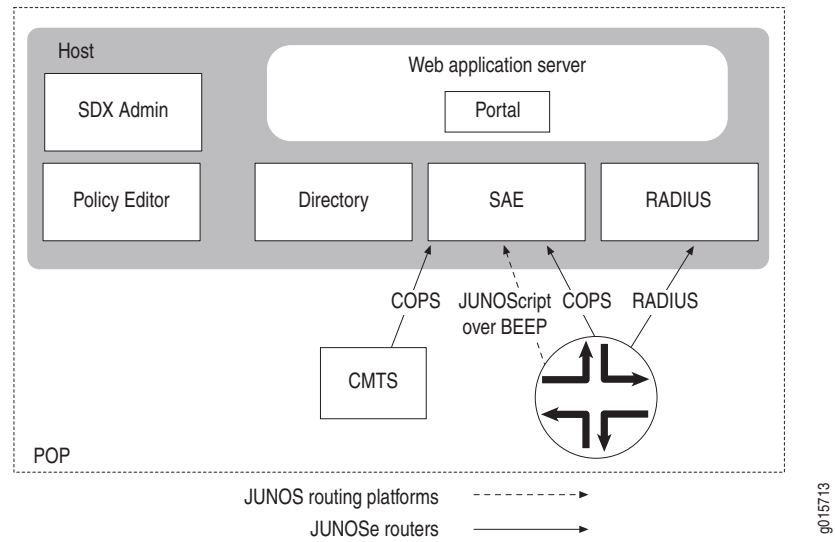 Host
Web application server
SDX Admin
Portal
Policy Editor
Directory
SAE
RADIUS
COPS
JUNOScript
over BEEP
COPS
RADIUS
CMTS
POP
JUNOS routing platforms
JUNOSe routers
g015713